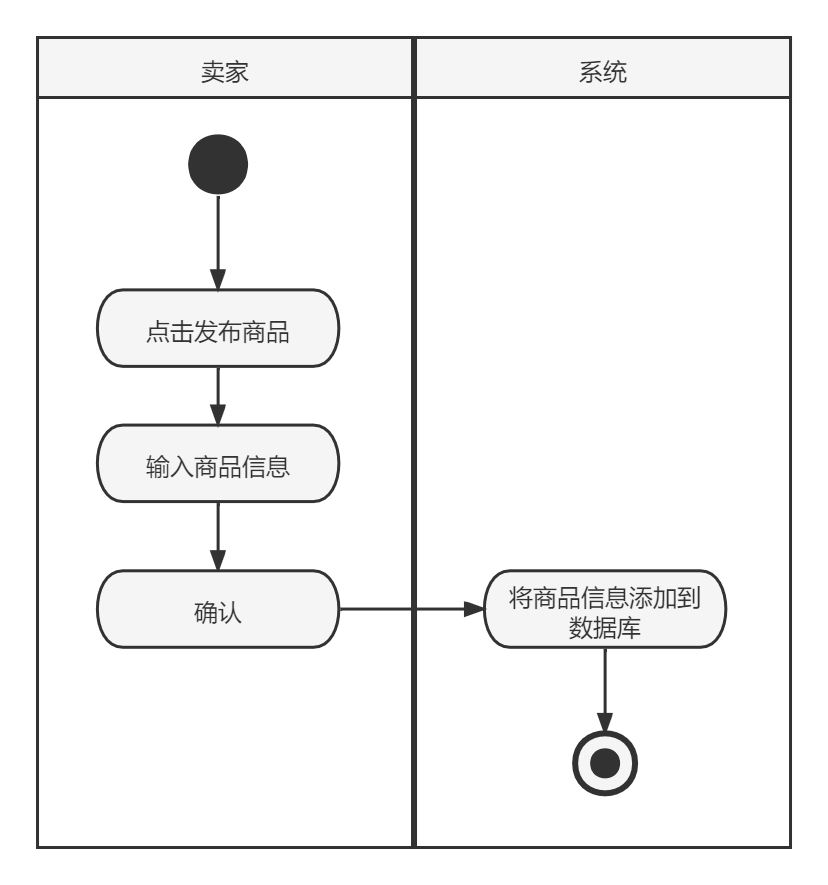 卖家
系统
点击发布商品
输入商品信息
确认
将商品信息添加到
数据库